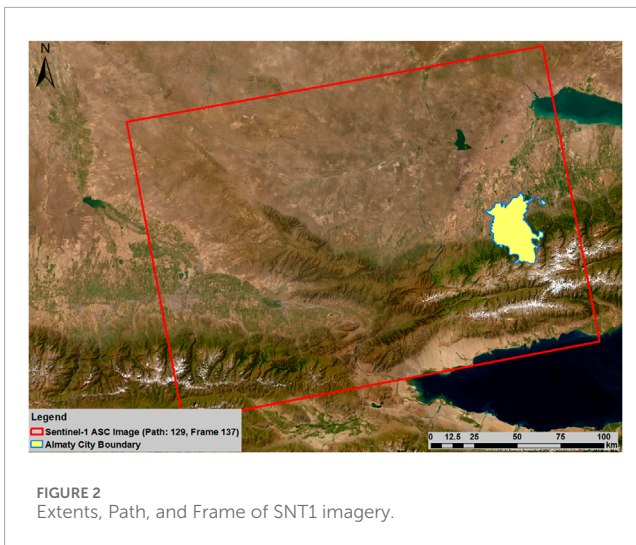 N
Legend
Sentinel-1 ASC Image (Path: 129, Frame 137)
Almaty City Boundary
0 12.5 25 50 75 100
km
FIGURE 2
Extents, Path, and Frame of SNT1 imagery.